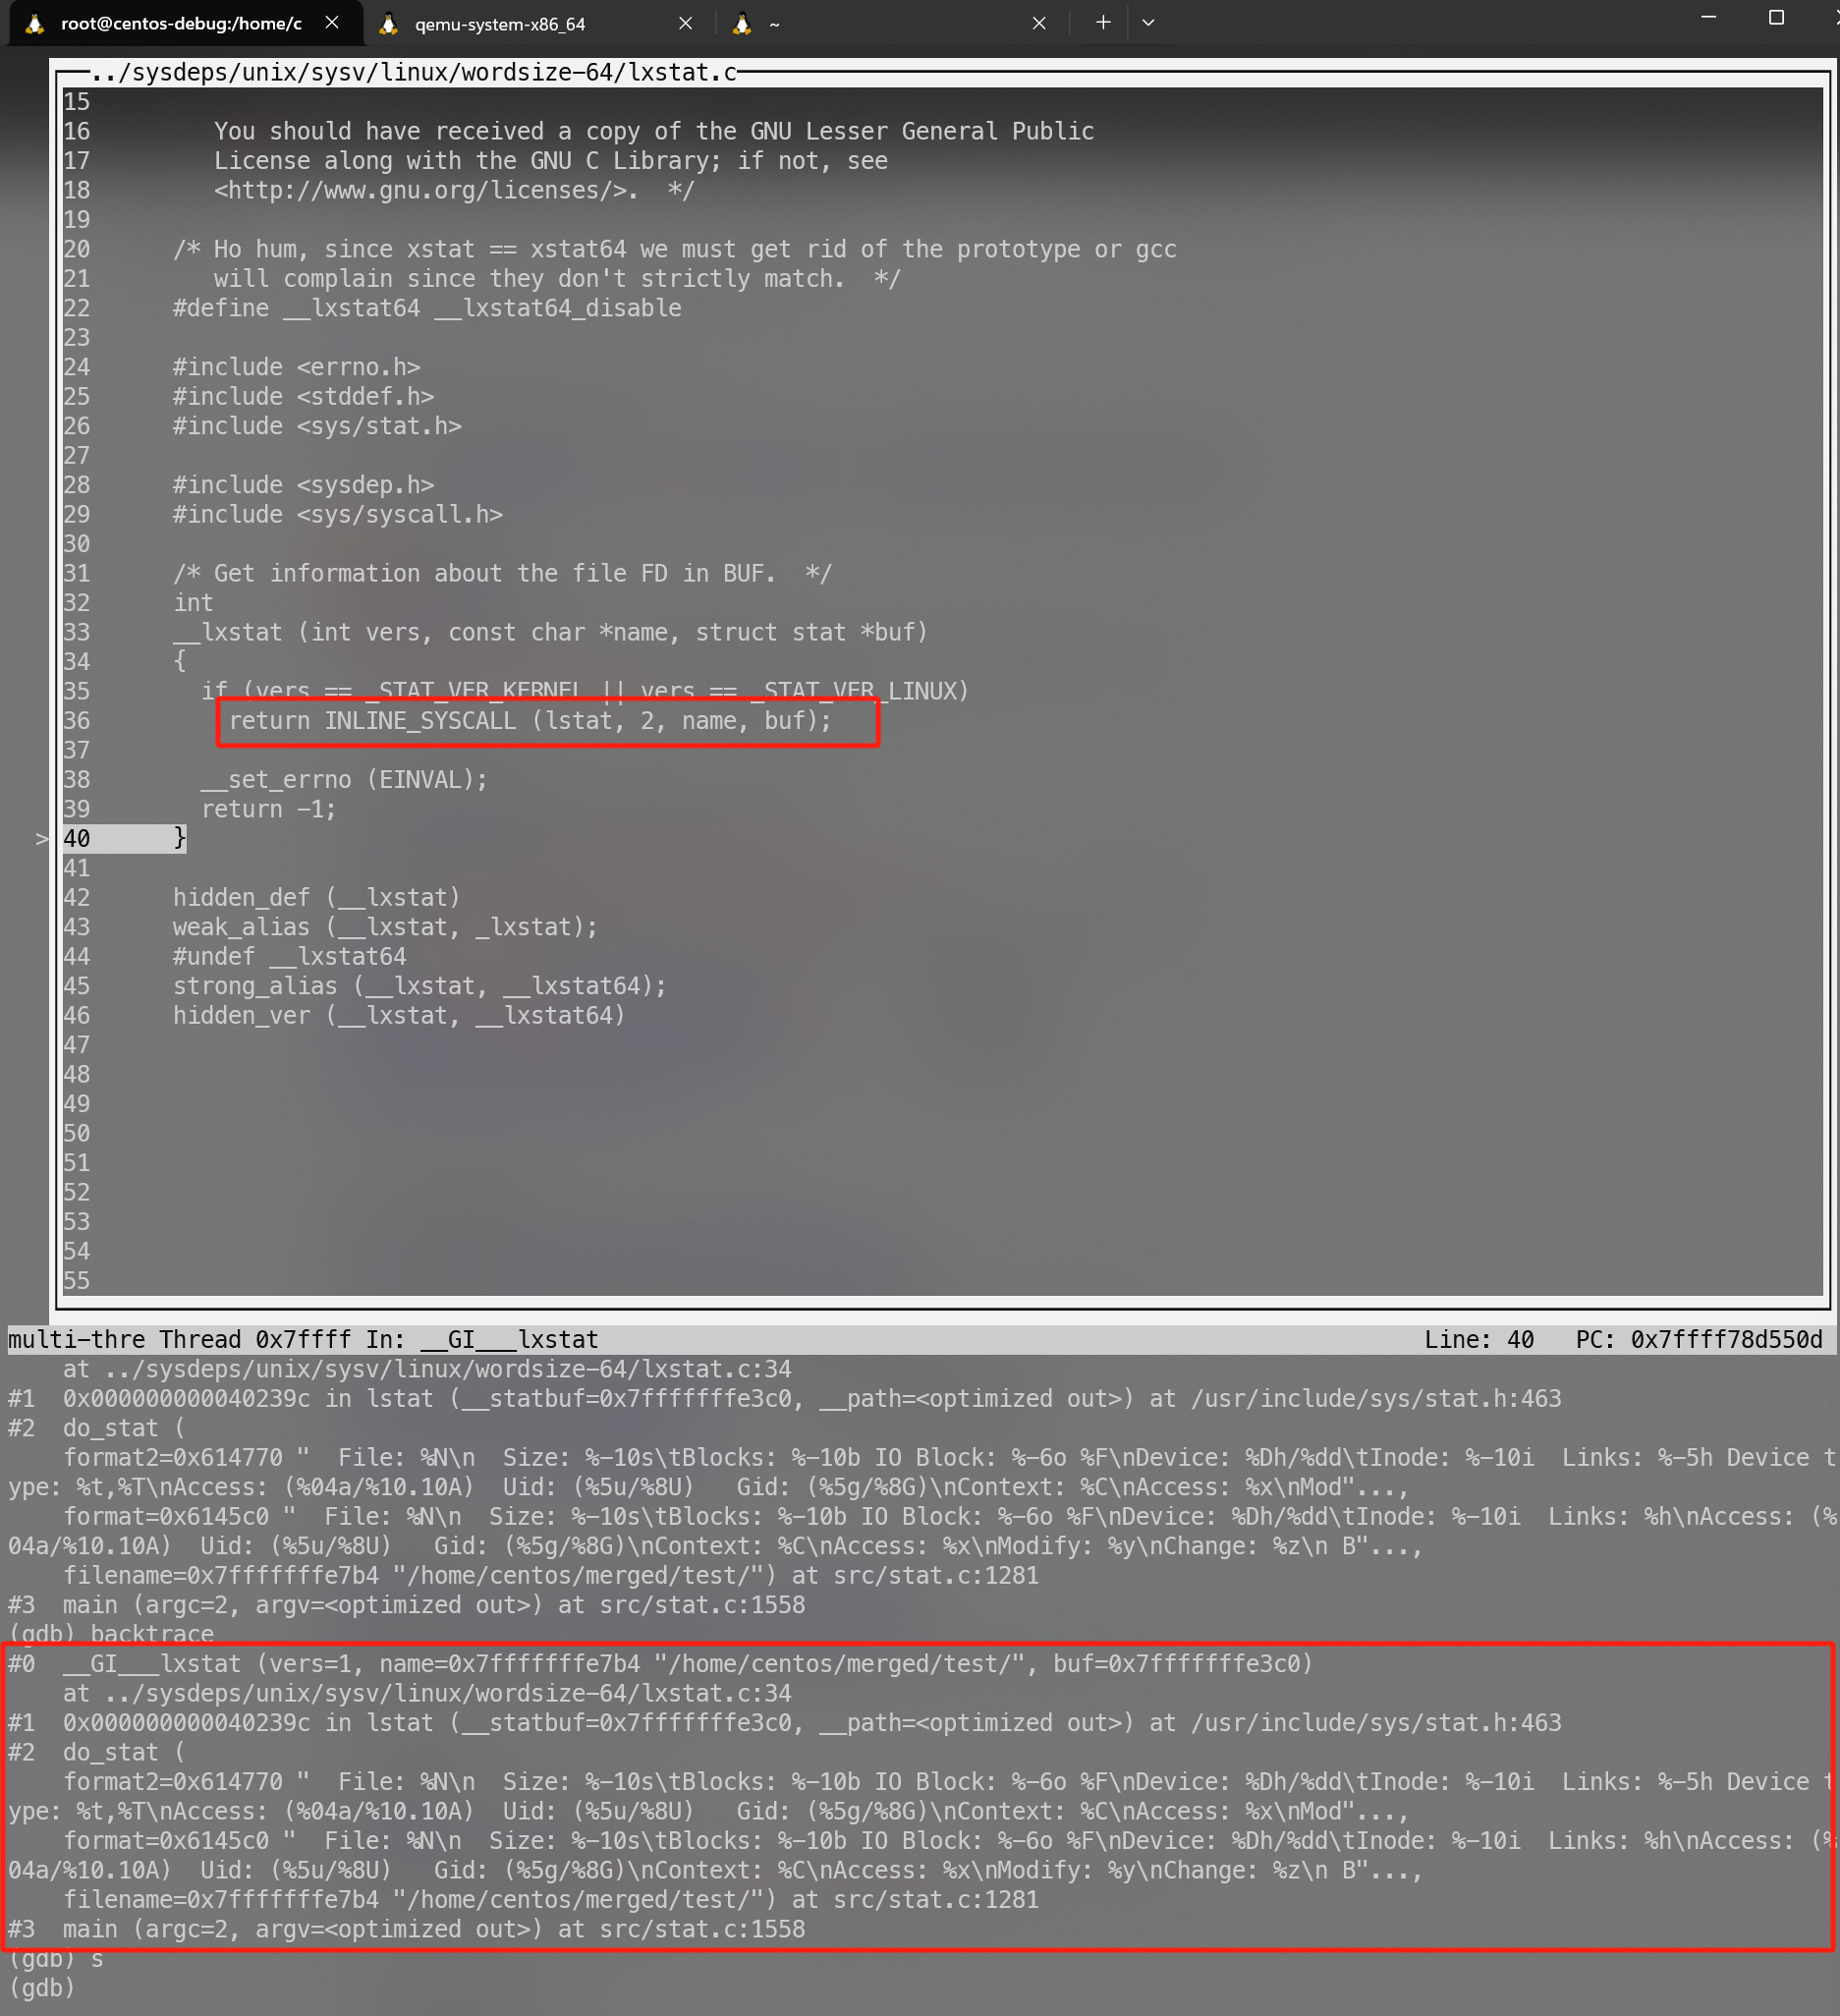 root@centos-debug:/home/c
qemu-system-x86_64
~
../sysdeps/unix/sysv/linux/wordsize-64/lxstat.c
15
16         You should have received a copy of the GNU Lesser General Public
17         License along with the GNU C Library; if not, see
18         <http://www.gnu.org/licenses/>.  */
19
20      /* Ho hum, since xstat == xstat64 we must get rid of the prototype or gcc
21         will complain since they don't strictly match.  */
22      #define __lxstat64 __lxstat64_disable
23
24      #include <errno.h>
25      #include <stddef.h>
26      #include <sys/stat.h>
27
28      #include <sysdep.h>
29      #include <sys/syscall.h>
30
31      /* Get information about the file FD in BUF.  */
32      int
33      __lxstat (int vers, const char *name, struct stat *buf)
34      {
35        if (vers == _STAT_VER_KERNEL || vers == _STAT_VER_LINUX)
36          return INLINE_SYSCALL (lstat, 2, name, buf);
37
38        __set_errno (EINVAL);
39        return -1;
>40      }
41
42      hidden_def (__lxstat)
43      weak_alias (__lxstat, _lxstat);
44      #undef __lxstat64
45      strong_alias (__lxstat, __lxstat64);
46      hidden_ver (__lxstat, __lxstat64)
47
48
49
50
51
52
53
54
55
multi-thre Thread 0x7ffff In: __GI___lxstat                    Line: 40   PC: 0x7ffff78d550d
    at ../sysdeps/unix/sysv/linux/wordsize-64/lxstat.c:34
#1  0x000000000040239c in lstat (__statbuf=0x7fffffffe3c0, __path=<optimized out>) at /usr/include/sys/stat.h:463
#2  do_stat (
    format2=0x614770 "  File: %N\n  Size: %-10s\tBlocks: %-10b IO Block: %-6o %F\nDevice: %Dh/%dd\tInode: %-10i  Links: %-5h Device t
ype: %t,%T\nAccess: (%04a/%10.10A)  Uid: (%5u/%8U)   Gid: (%5g/%8G)\nContext: %C\nAccess: %x\nMod"...,
    format=0x6145c0 "  File: %N\n  Size: %-10s\tBlocks: %-10b IO Block: %-6o %F\nDevice: %Dh/%dd\tInode: %-10i  Links: %h\nAccess: (%
04a/%10.10A)  Uid: (%5u/%8U)   Gid: (%5g/%8G)\nContext: %C\nAccess: %x\nModify: %y\nChange: %z\n B"...,
    filename=0x7fffffffe7b4 "/home/centos/merged/test/") at src/stat.c:1281
#3  main (argc=2, argv=<optimized out>) at src/stat.c:1558
(gdb) backtrace
#0  __GI___lxstat (vers=1, name=0x7fffffffe7b4 "/home/centos/merged/test/", buf=0x7fffffffe3c0)
    at ../sysdeps/unix/sysv/linux/wordsize-64/lxstat.c:34
#1  0x000000000040239c in lstat (__statbuf=0x7fffffffe3c0, __path=<optimized out>) at /usr/include/sys/stat.h:463
#2  do_stat (
    format2=0x614770 "  File: %N\n  Size: %-10s\tBlocks: %-10b IO Block: %-6o %F\nDevice: %Dh/%dd\tInode: %-10i  Links: %-5h Device t
ype: %t,%T\nAccess: (%04a/%10.10A)  Uid: (%5u/%8U)   Gid: (%5g/%8G)\nContext: %C\nAccess: %x\nMod"...,
    format=0x6145c0 "  File: %N\n  Size: %-10s\tBlocks: %-10b IO Block: %-6o %F\nDevice: %Dh/%dd\tInode: %-10i  Links: %h\nAccess: (%
04a/%10.10A)  Uid: (%5u/%8U)   Gid: (%5g/%8G)\nContext: %C\nAccess: %x\nModify: %y\nChange: %z\n B"...,
    filename=0x7fffffffe7b4 "/home/centos/merged/test/") at src/stat.c:1281
#3  main (argc=2, argv=<optimized out>) at src/stat.c:1558
(gdb) s
(gdb)